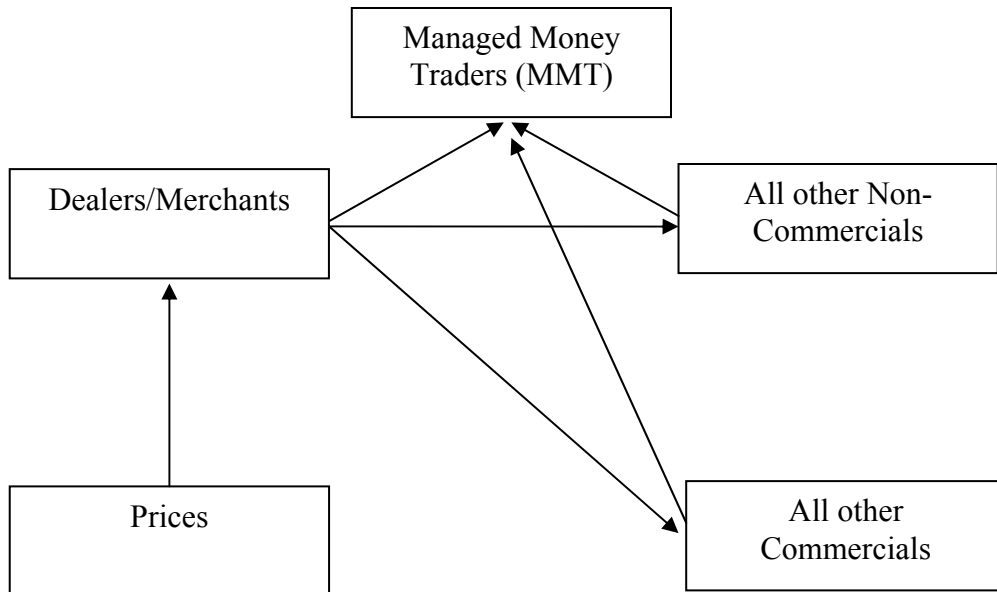 Managed Money
Traders (MMT)
Dealers/Merchants
All other Non-
Commercials
Prices
All other
Commercials